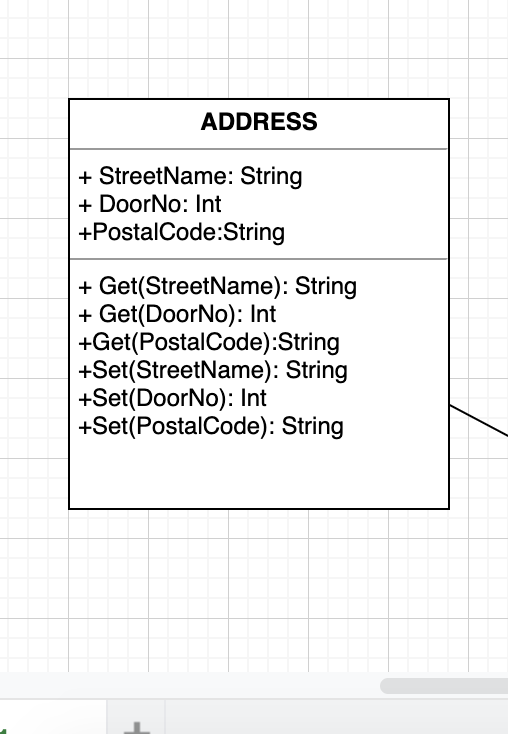 ADDRESS
+ StreetName: String
+ DoorNo: Int
+PostalCode:String
+ Get(StreetName): String
+ Get(DoorNo): Int
+Get(PostalCode):String
+Set(StreetName): String
+Set(DoorNo): Int
+Set(PostalCode): String